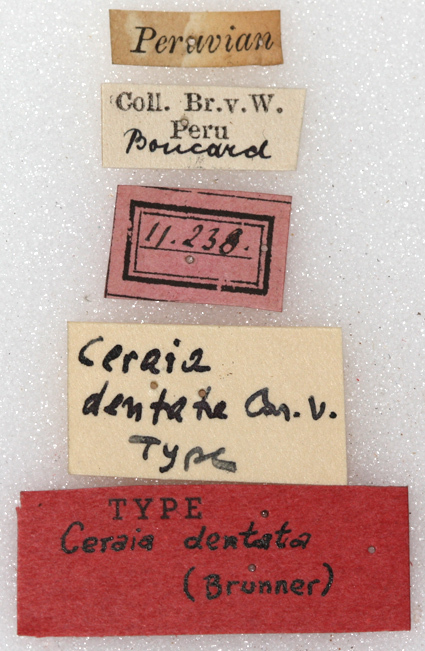 Peruvian
Coll. Br.v.W.
Peru
Boucard
11.238.
Ceraia
dentata Br. v.
Type
TYPE
Ceraia dentata
(Brunner)